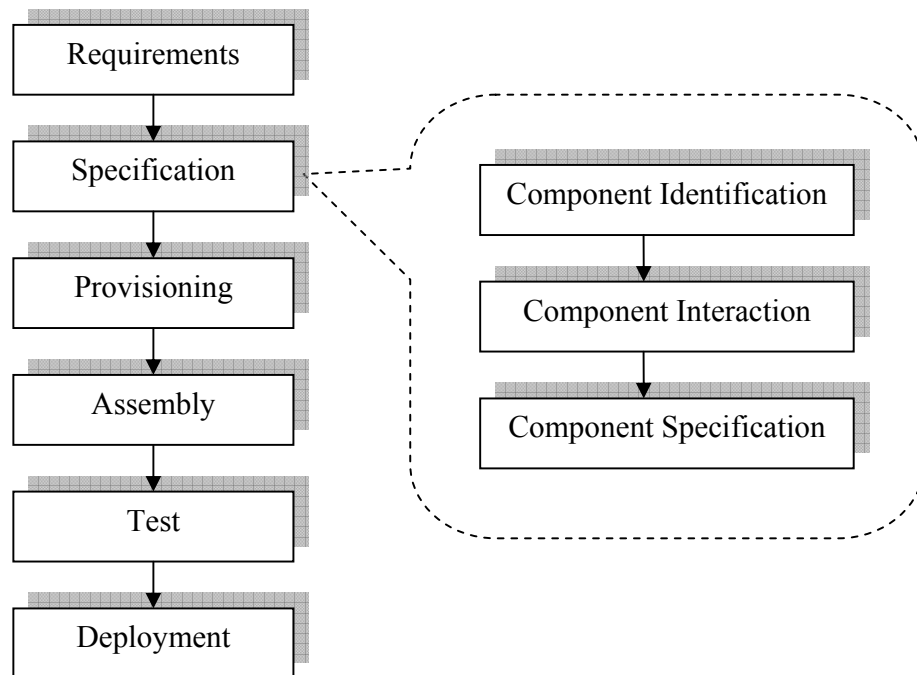 Requirements
Specification
Provisioning
Assembly
Test
Deployment
Component Identification
Component Interaction
Component Specification